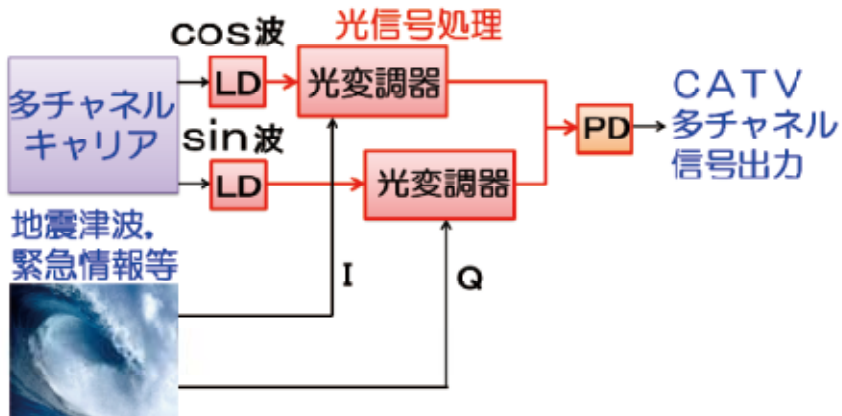 cos波
光信号処理
LD
光変調器
多チャネル
キャリア
sin波
LD
光変調器
PD
CATV
多チャネル
信号出力
地震津波.
緊急情報等
I
Q